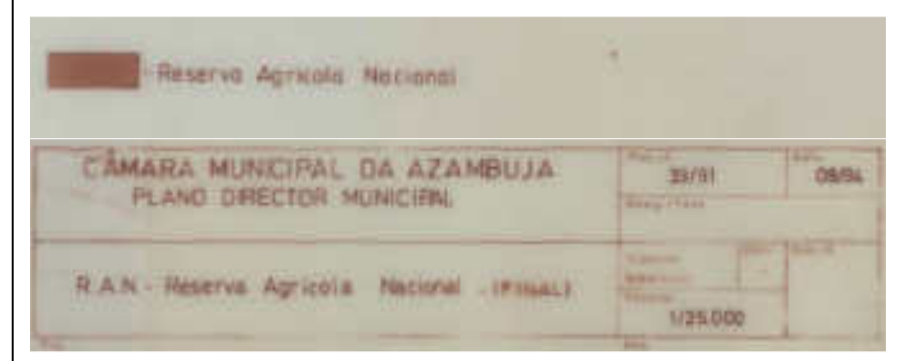 Reserva Agricola Nacional
CÂMARA MUNICIPAL DA AZAMBUJA
PLANO DIRECTOR MUNICIPAL
33/91
09/94
R.A.N - Reserva Agricola Nacional - (FINAL)
1/25.000